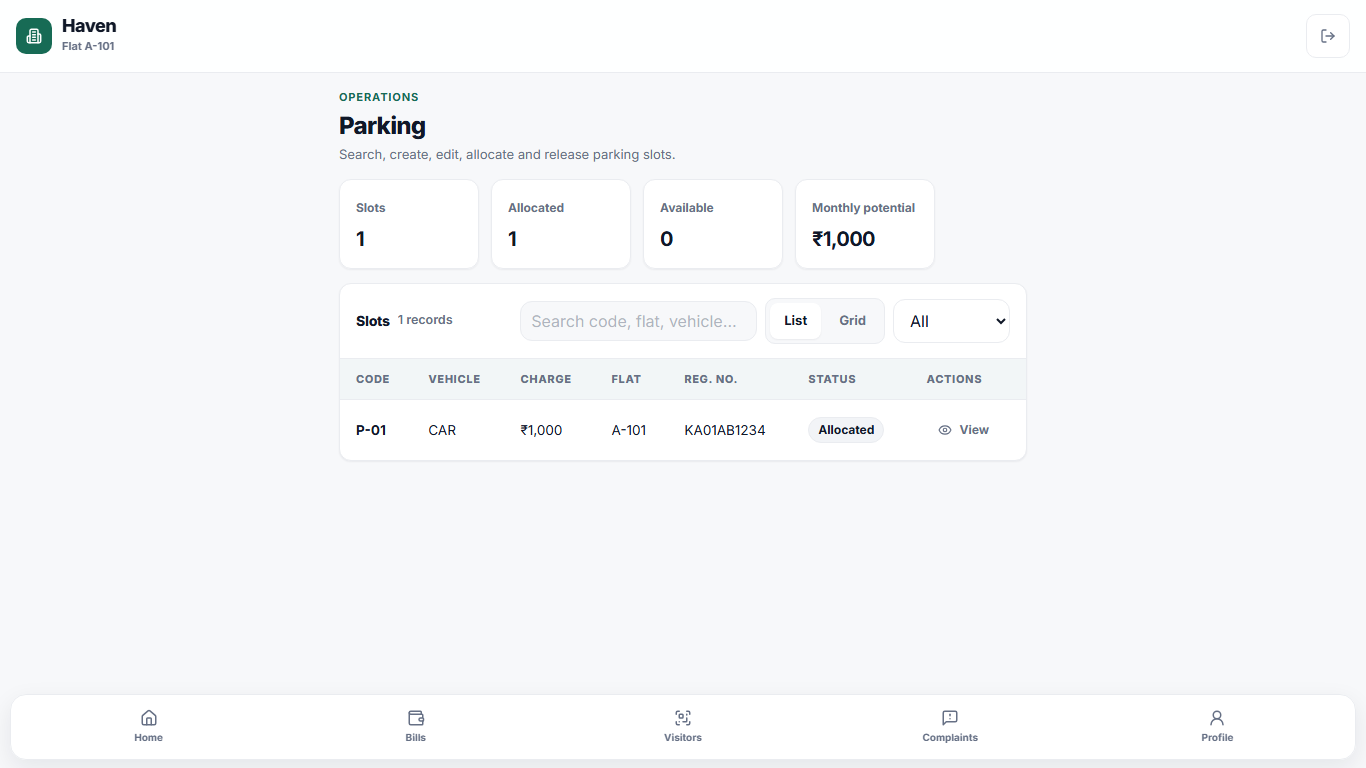 Haven
Flat A-101
OPERATIONS
Parking
Search, create, edit, allocate and release parking slots.
Slots Allocated Available Monthly potential
1 1 0 ₹1,000
Slots 1 records Search code, flat, vehicle... List Grid All
CODE VEHICLE CHARGE FLAT REG. NO. STATUS ACTIONS
P-01 CAR ₹1,000 A-101 KA01AB1234 Allocated View
Home Bills Visitors Complaints Profile